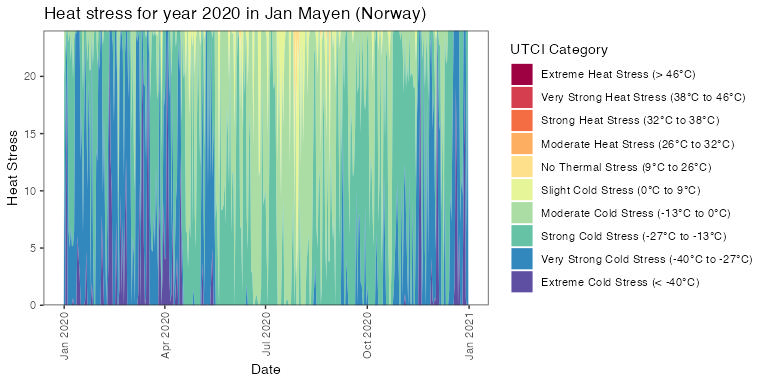 Heat stress for year 2020 in Jan Mayen (Norway)
Heat Stress
20
15
10
5
0
Jan 2020
Apr 2020
Jul 2020
Oct 2020
Jan 2021
Date
UTCI Category
Extreme Heat Stress (> 46°C)
Very Strong Heat Stress (38°C to 46°C)
Strong Heat Stress (32°C to 38°C)
Moderate Heat Stress (26°C to 32°C)
No Thermal Stress (9°C to 26°C)
Slight Cold Stress (0°C to 9°C)
Moderate Cold Stress (-13°C to 0°C)
Strong Cold Stress (-27°C to -13°C)
Very Strong Cold Stress (-40°C to -27°C)
Extreme Cold Stress (< -40°C)